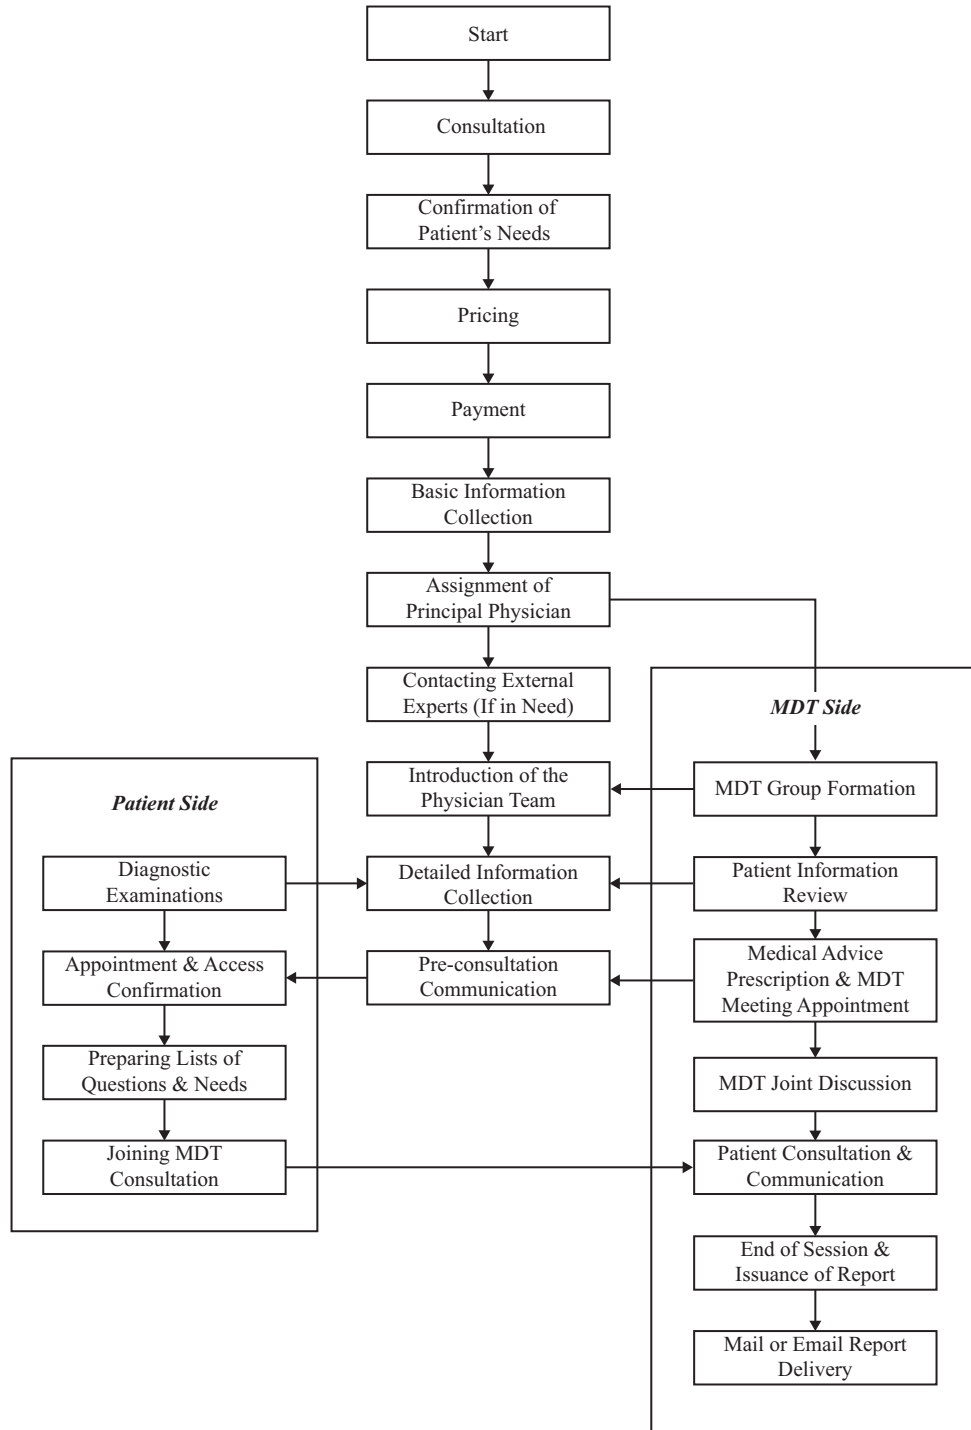 Start
Consultation
Confirmation of
Patient’s Needs
Pricing
Payment
Basic Information
Collection
Assignment of
Principal Physician
Contacting External
Experts (If in Need)
Introduction of the
Physician Team
Detailed Information
Collection
Pre-consultation
Communication
Patient Side
Diagnostic
Examinations
Appointment & Access
Confirmation
Preparing Lists of
Questions & Needs
Joining MDT
Consultation
MDT Side
MDT Group Formation
Patient Information
Review
Medical Advice
Prescription & MDT
Meeting Appointment
MDT Joint Discussion
Patient Consultation &
Communication
End of Session &
Issuance of Report
Mail or Email Report
Delivery